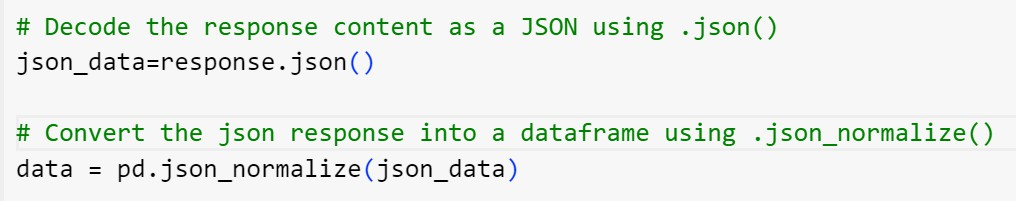 # Decode the response content as a JSON using .json()
json_data=response.json()
# Convert the json response into a dataframe using .json_normalize()
data = pd.json_normalize(json_data)